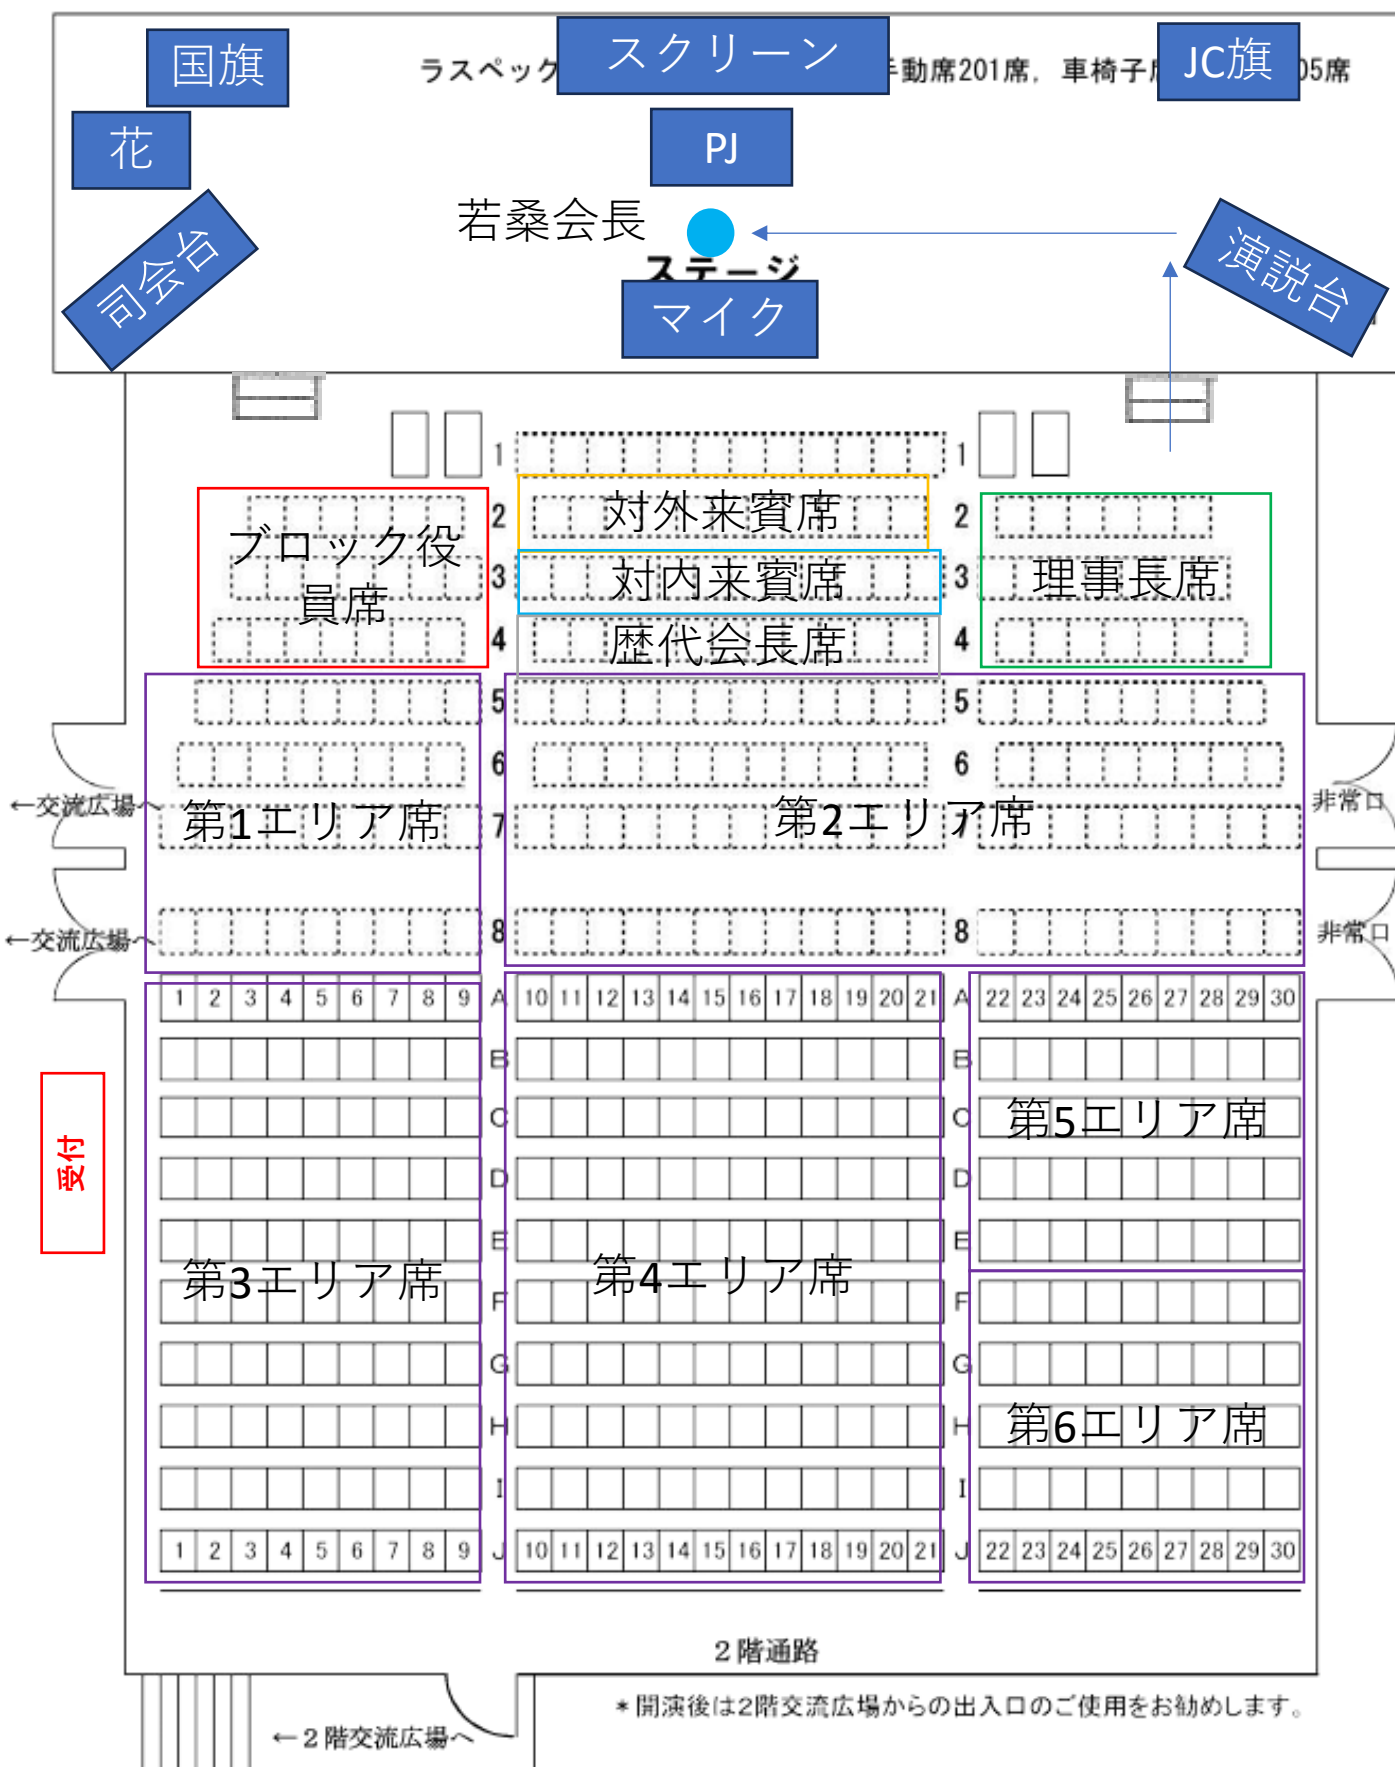 国旗
スクリーン
JC旗
ラスペック
手動席201席, 車椅子
05席
花
PJ
若桑会長
司会台
演説台
ステージ
マイク
1 1
2 対外来賓席 2
ブロック役員席
3 対内来賓席 3 理事長席
4 歴代会長席 4
5 5
6 6
←交流広場へ 第1エリア席 7 第2エリア席 7 非常口
←交流広場へ 8 8 非常口
1 2 3 4 5 6 7 8 9 A 10 11 12 13 14 15 16 17 18 19 20 21 A 22 23 24 25 26 27 28 29 30
B B
C C 第5エリア席
受付
D D
E E
第3エリア席 第4エリア席
F F
G G
H H 第6エリア席
I I
1 2 3 4 5 6 7 8 9 J 10 11 12 13 14 15 16 17 18 19 20 21 J 22 23 24 25 26 27 28 29 30
2階通路
*開演後は2階交流広場からの出入口のご使用をお勧めします。
←2階交流広場へ